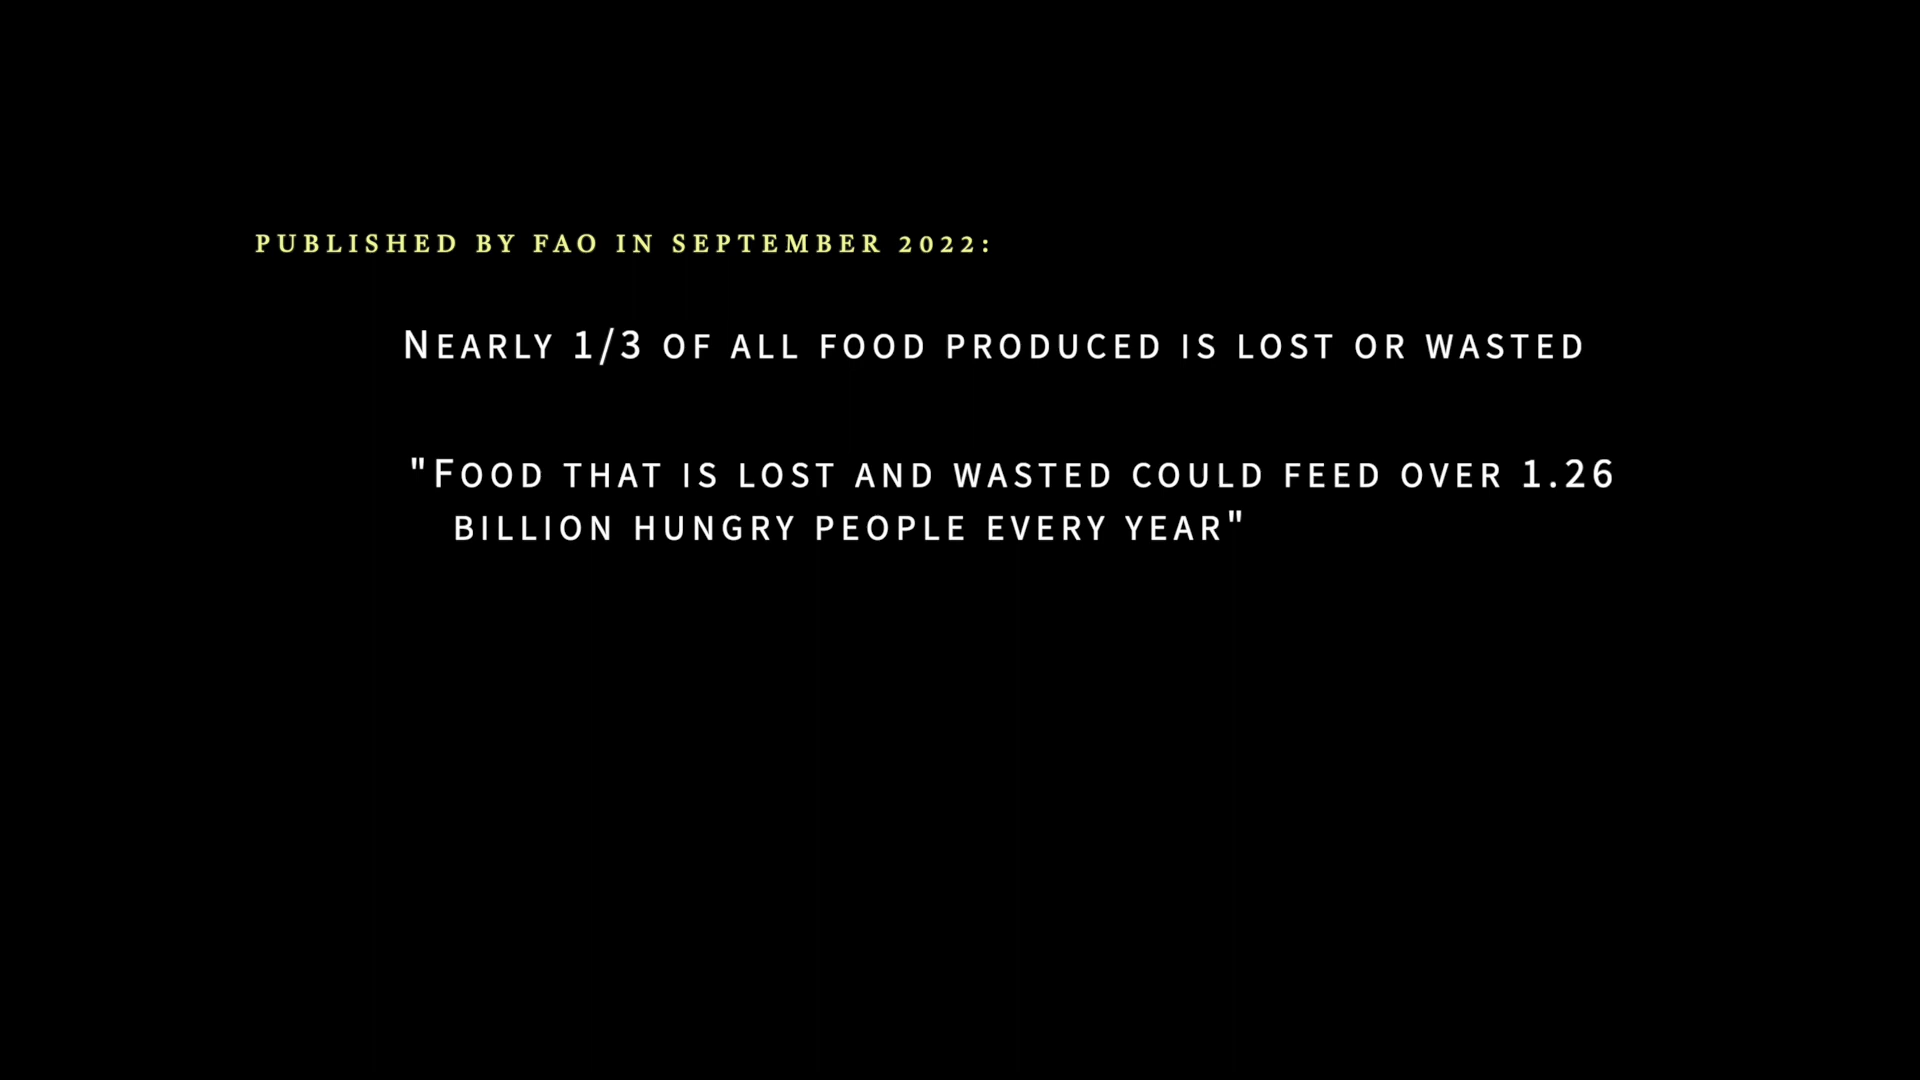 PUBLISHED BY FAO IN SEPTEMBER 2022:
NEARLY 1/3 OF ALL FOOD PRODUCED IS LOST OR WASTED
"FOOD THAT IS LOST AND WASTED COULD FEED OVER 1.26
BILLION HUNGRY PEOPLE EVERY YEAR"